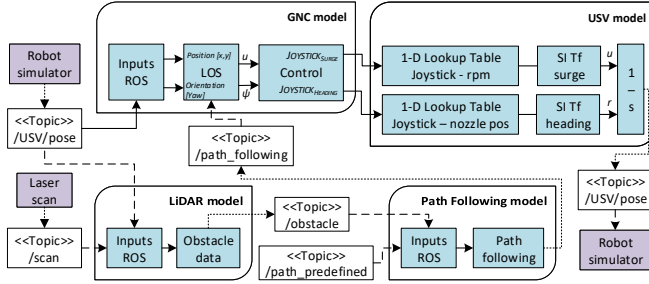 GNC model
USV model
Robot
simulator
Inputs
ROS
Position [x,y]
Orientation
[Yaw]
LOS
u
ψ
JOYSTICK_SURGE
Control
JOYSTICK_HEADING
1-D Lookup Table
Joystick - rpm
SI Tf
surge
u
1-D Lookup Table
Joystick – nozzle pos
SI Tf
heading
r
1
s
<<Topic>>
/USV/pose
<<Topic>>
/path_following
Laser
scan
<<Topic>>
/scan
LiDAR model
Inputs
ROS
Obstacle
data
<<Topic>>
/obstacle
<<Topic>>
/path_predefined
Path Following model
Inputs
ROS
Path
following
<<Topic>>
/USV/pose
Robot
simulator